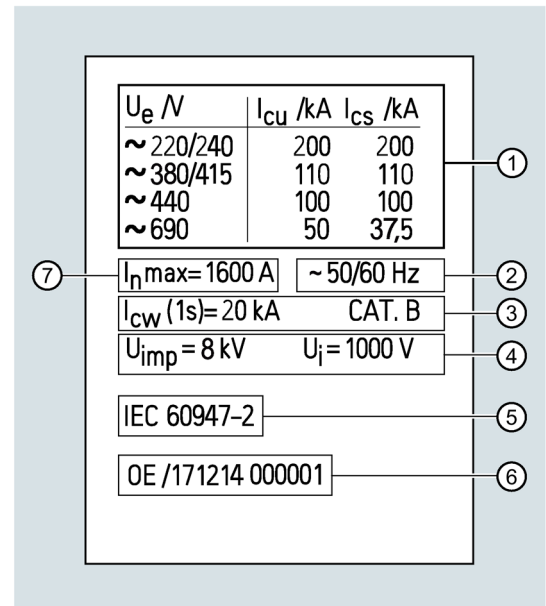 Ue /V Icu /kA Ics /kA
~ 220/240 200 200
~ 380/415 110 110
~ 440 100 100
~ 690 50 37,5
1
7 Inmax= 1600 A ~ 50/60 Hz 2
Icw (1s)= 20 kA CAT. B 3
Uimp = 8 kV Ui = 1000 V 4
IEC 60947–2 5
OE /171214 000001 6